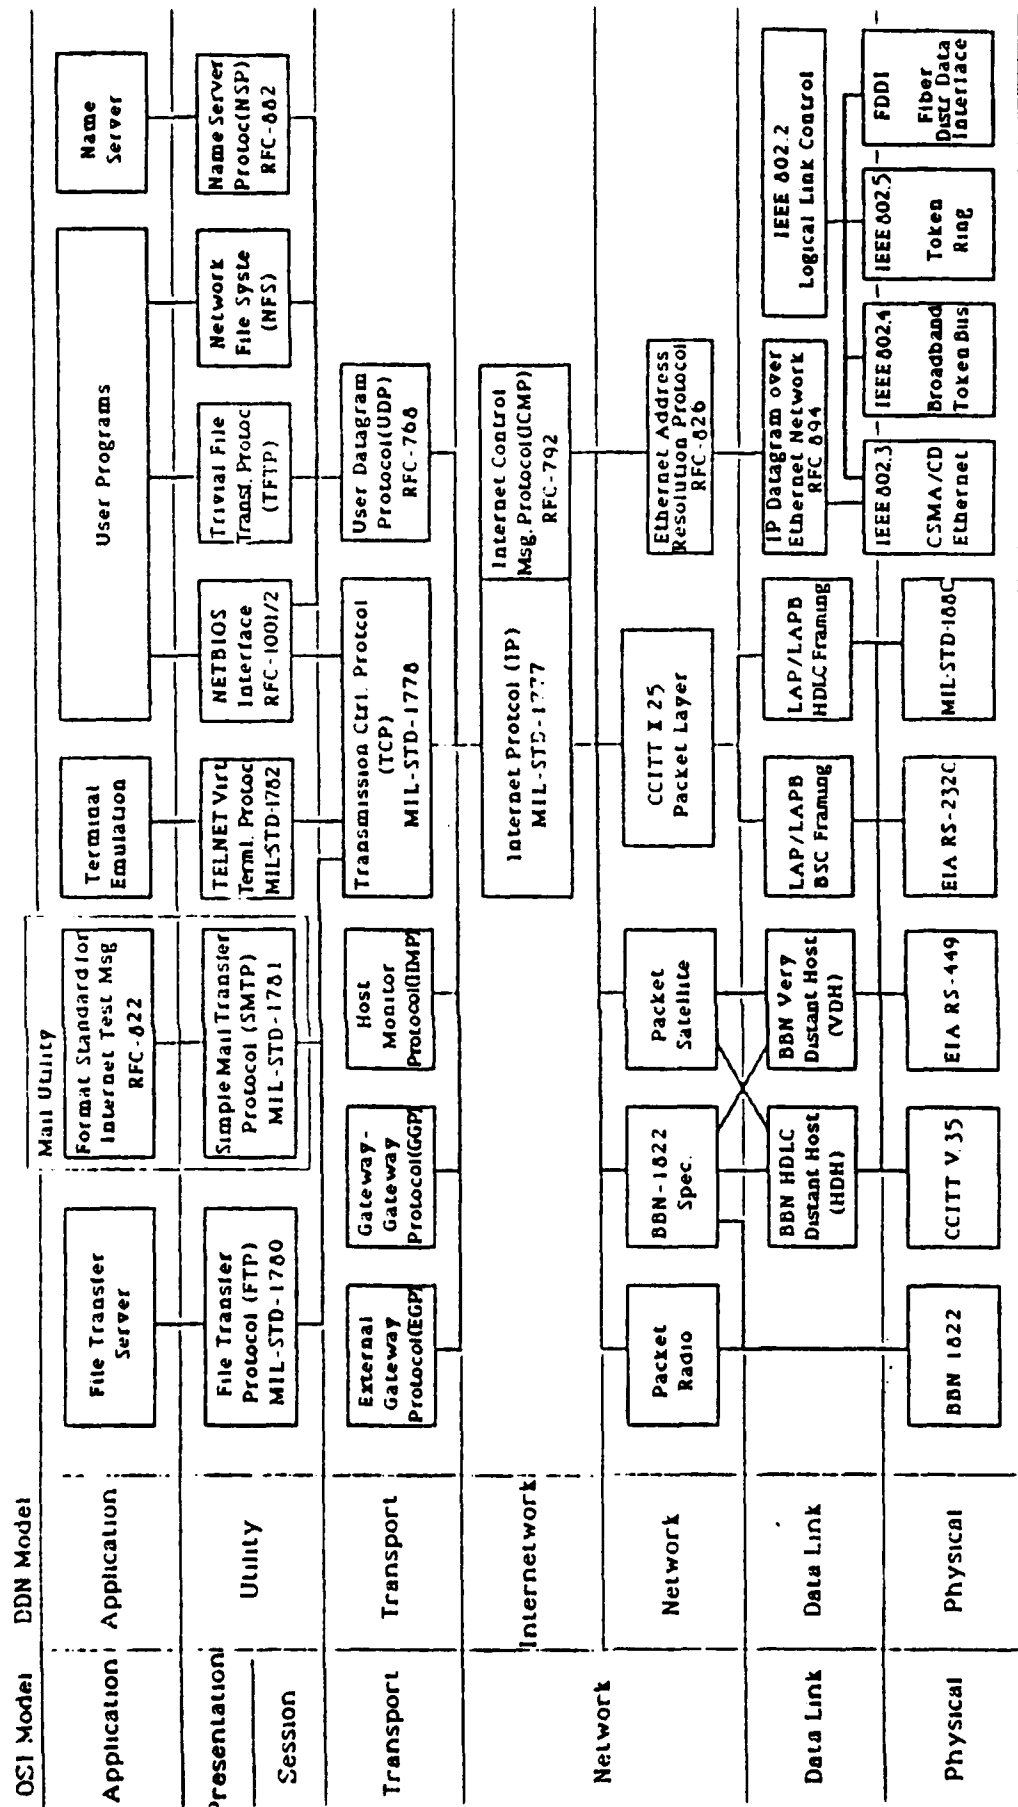 OSI Model
DDN Model
Application
Application
File Transfer
Server
Mail Utility
Format Standard for
Internet Test Msg
RFC-822
Terminal
Emulation
User Programs
Name
Server
Presentation
Session
Utility
File Transfer
Protocol (FTP)
MIL-STD-1780
Simple Mail Transfer
Protocol (SMTP)
MIL-STD-1781
TELNET Virt
Terml. Protoc
MIL-STD-1782
NETBIOS
Interface
RFC-1001/2
Trivial File
Transf. Protoc
(TFTP)
Network
File Syste
(NFS)
Name Server
Protoc(NSP)
RFC-882
Transport
Transport
External
Gateway
Protocol(EGP)
Gateway-
Gateway
Protocol(GGP)
Host
Monitor
Protocol(HMP)
Transmission Ctrl. Protcol
(TCP)
MIL-STD-1778
User Datagram
Protocol(UDP)
RFC-768
Network
Internetwork
Internet Protcol (IP)
MIL-STD-1777
Internet Control
Msg.Protocol(UCMP)
RFC-792
Network
Packet
Radio
BBN-1822
Spec.
Packet
Satellite
CCITT X 25
Packet Layer
Ethernet Address
Resolution Protocol
RFC-826
Data Link
Data Link
BBN HDLC
Distant Host
(HDH)
BBN Very
Distant Host
(VDH)
LAP/LAPB
BSC Framing
LAP/LAPB
HDLC Framing
IP Datagram over
Ethernet Network
RFC 894
IEEE 802.2
Logical Link Control
Physical
Physical
BBN 1822
CCITT V.35
EIA RS-449
EIA RS-232C
MIL-STD-188C
IEEE 802.3
CSMA/CD
Ethernet
IEEE 802.4
Broadband
Token Bus
IEEE 802.5
Token
Ring
FDDI
Fiber
Distr Data
Interface